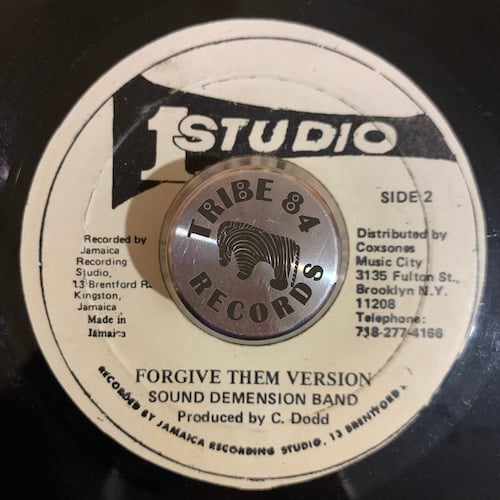 1 STUDIO
SIDE 2
TRIBE 84
RECORDS
Recorded by
Jamaica
Recording
Studio,
13 Brentford
Kingston,
Jamaica
Made in
Jamaica
Distributed by
Coxsones
Music City
3135 Fulton St.,
Brooklyn N.Y.
11208
Telephone:
738-277-4166
FORGIVE THEM VERSION
SOUND DEMENSION BAND
Produced by C. Dodd
RECORDED BY JAMAICA RECORDING STUDIO, 13 BRENTFORD